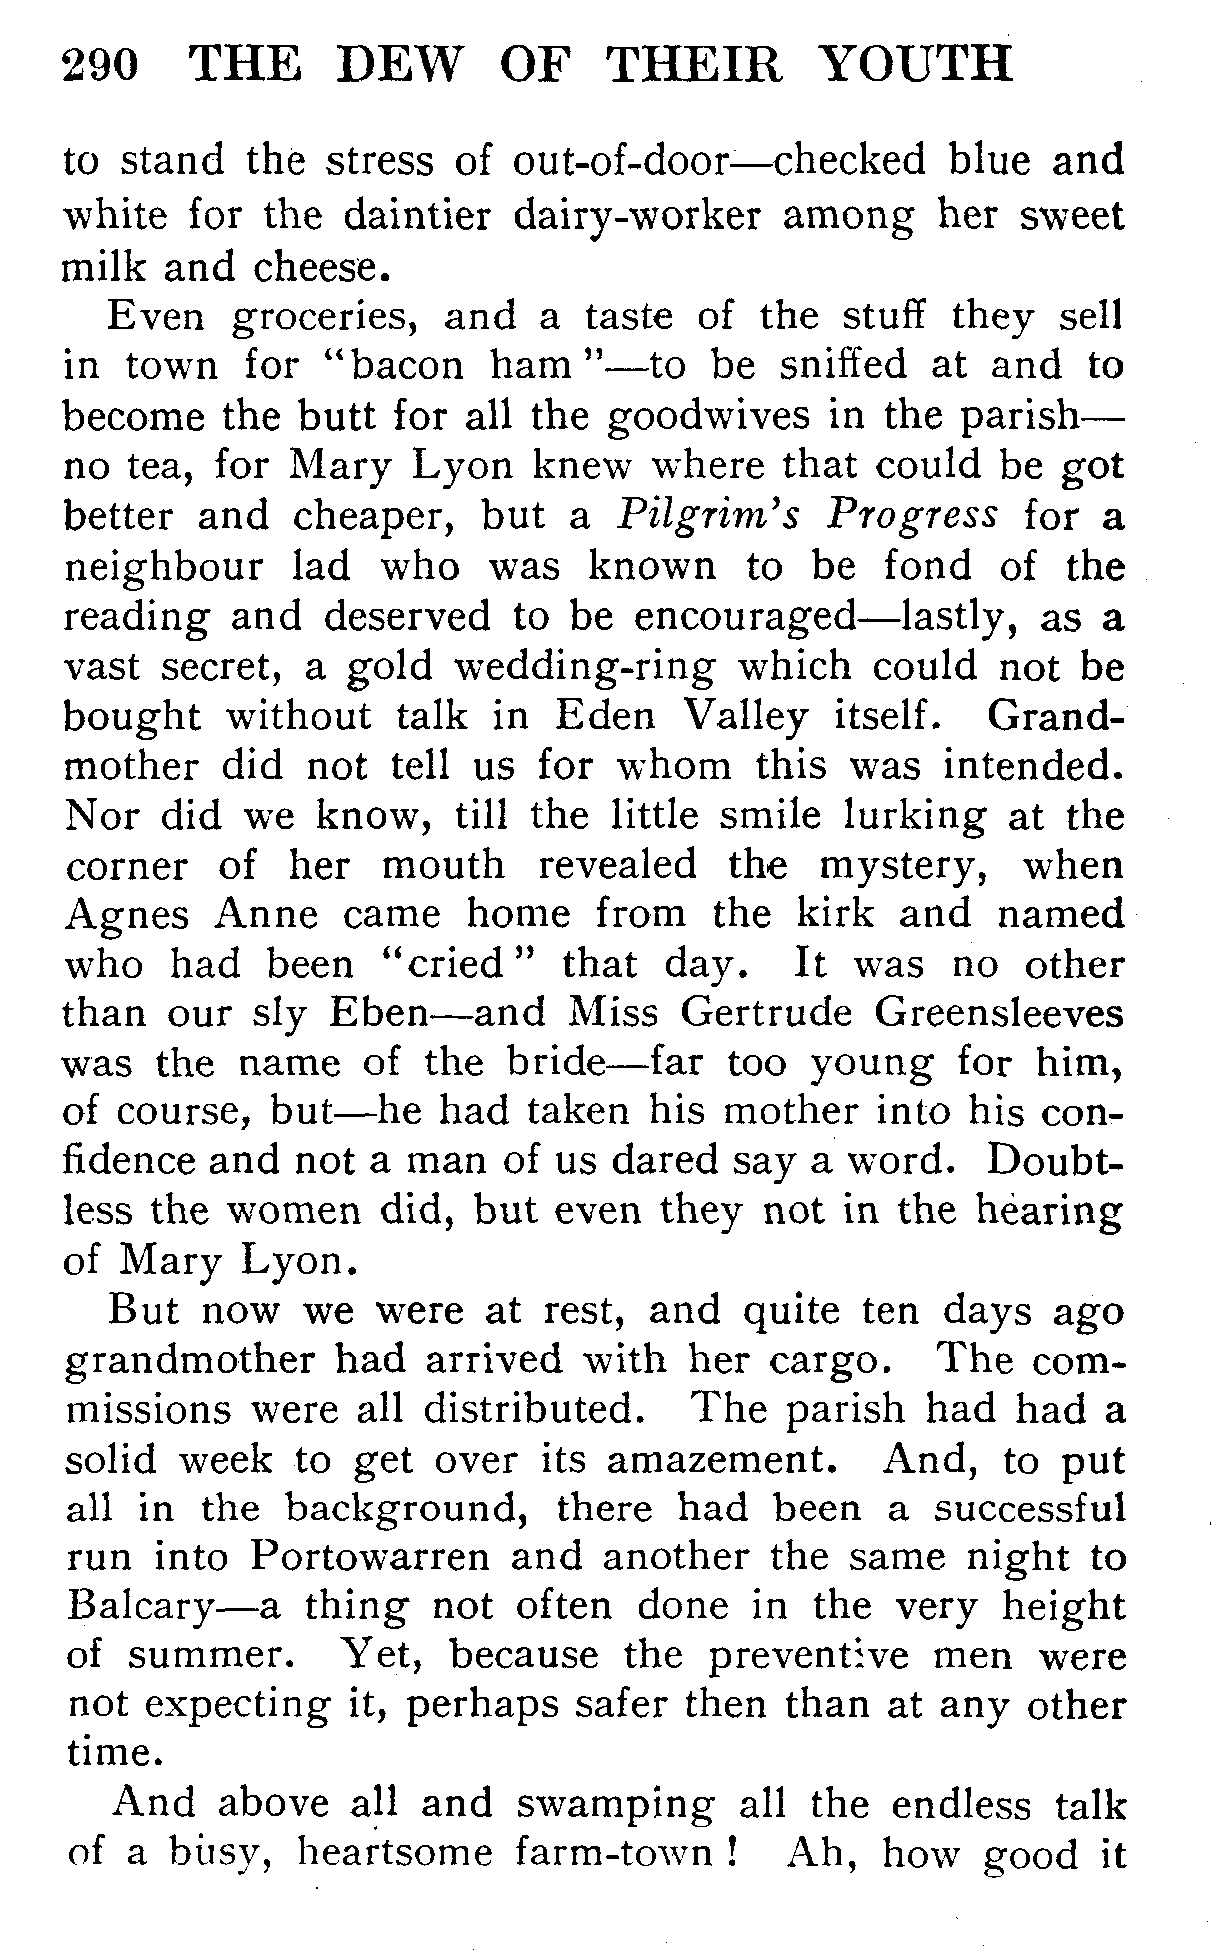 290 THE DEW OF THEIR YOUTH
to stand the stress of out-of-door—checked blue and
white for the daintier dairy-worker among her sweet
milk and cheese.
Even groceries, and a taste of the stuff they sell
in town for “bacon ham”—to be sniffed at and to
become the butt for all the goodwives in the parish—
no tea, for Mary Lyon knew where that could be got
better and cheaper, but a Pilgrim's Progress for a
neighbour lad who was known to be fond of the
reading and deserved to be encouraged—lastly, as a
vast secret, a gold wedding-ring which could not be
bought without talk in Eden Valley itself. Grand-
mother did not tell us for whom this was intended.
Nor did we know, till the little smile lurking at the
corner of her mouth revealed the mystery, when
Agnes Anne came home from the kirk and named
who had been “cried” that day. It was no other
than our sly Eben—and Miss Gertrude Greensleeves
was the name of the bride—far too young for him,
of course, but—he had taken his mother into his con-
fidence and not a man of us dared say a word. Doubt-
less the women did, but even they not in the hearing
of Mary Lyon.
But now we were at rest, and quite ten days ago
grandmother had arrived with her cargo. The com-
missions were all distributed. The parish had had a
solid week to get over its amazement. And, to put
all in the background, there had been a successful
run into Portowarren and another the same night to
Balcary—a thing not often done in the very height
of summer. Yet, because the preventive men were
not expecting it, perhaps safer then than at any other
time.
And above all and swamping all the endless talk
of a busy, heartsome farm-town! Ah, how good it